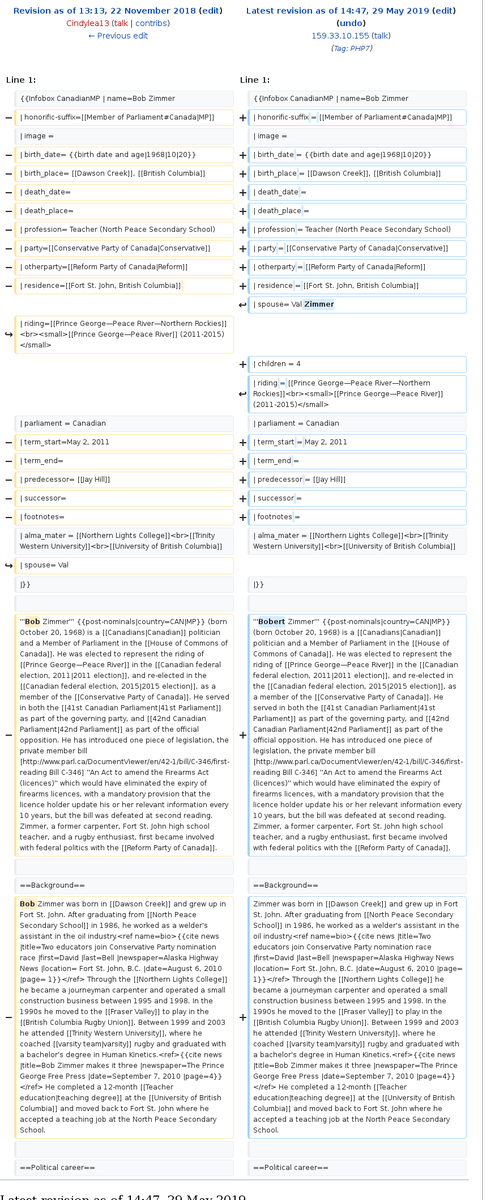 Revision as of 13:13, 22 November 2018 (edit)
Cindylea13 (talk | contribs)
← Previous edit
Latest revision as of 14:47, 29 May 2019 (edit)
(undo)
159.33.10.155 (talk)
(Tag: PHP7)
Line 1:
Line 1:
{{Infobox CanadianMP | name=Bob Zimmer
{{Infobox CanadianMP | name=Bob Zimmer
− | honorific-suffix=[[Member of Parliament#Canada|MP]]
+ | honorific-suffix = [[Member of Parliament#Canada|MP]]
| image =
| image =
− | birth_date= {{birth date and age|1968|10|20}}
+ | birth_date = {{birth date and age|1968|10|20}}
− | birth_place= [[Dawson Creek]], [[British Columbia]]
+ | birth_place = [[Dawson Creek]], [[British Columbia]]
− | death_date=
+ | death_date =
− | death_place=
+ | death_place =
− | profession= Teacher (North Peace Secondary School)
+ | profession = Teacher (North Peace Secondary School)
− | party=[[Conservative Party of Canada|Conservative]]
+ | party = [[Conservative Party of Canada|Conservative]]
− | otherparty=[[Reform Party of Canada|Reform]]
+ | otherparty = [[Reform Party of Canada|Reform]]
− | residence=[[Fort St. John, British Columbia]]
+ | residence = [[Fort St. John, British Columbia]]
↩ | spouse= Val Zimmer
↪ | riding=[[Prince George—Peace River—Northern Rockies]]
<br><small>[[Prince George—Peace River]] (2011-2015)
</small>
+ | children = 4
↩ | riding = [[Prince George—Peace River—Northern
Rockies]]<br><small>[[Prince George—Peace River]]
(2011-2015)</small>
| parliament = Canadian
| parliament = Canadian
− | term_start=May 2, 2011
+ | term_start = May 2, 2011
− | term_end=
+ | term_end =
− | predecessor= [[Jay Hill]]
+ | predecessor = [[Jay Hill]]
− | successor=
+ | successor =
− | footnotes=
+ | footnotes =
| alma_mater = [[Northern Lights College]]<br>[[Trinity
Western University]]<br>[[University of British Columbia]]
| alma_mater = [[Northern Lights College]]<br>[[Trinity
Western University]]<br>[[University of British Columbia]]
↪ | spouse= Val
|}}
|}}
− '''Bob Zimmer''' {{post-nominals|country=CAN|MP}} (born
October 20, 1968) is a [[Canadians|Canadian]] politician
and a Member of Parliament in the [[House of Commons of
Canada]]. He was elected to represent the riding of
[[Prince George—Peace River]] in the [[Canadian federal
election, 2011|2011 election]], and re-elected in the
[[Canadian federal election, 2015|2015 election]], as a
member of the [[Conservative Party of Canada]]. He served
in both the [[41st Canadian Parliament|41st Parliament]]
as part of the governing party, and [[42nd Canadian
Parliament|42nd Parliament]] as part of the official
opposition. He has introduced one piece of legislation, the
private member bill
[http://www.parl.ca/DocumentViewer/en/42-1/bill/C-346/first-
reading Bill C-346] "An Act to amend the Firearms Act
(licences)" which would have eliminated the expiry of
firearms licences, with a mandatory provision that the
licence holder update his or her relevant information every
10 years, but the bill was defeated at second reading.
Zimmer, a former carpenter, Fort St. John high school
teacher, and a rugby enthusiast, first became involved
with federal politics with the [[Reform Party of Canada]].
+ '''Bobert Zimmer''' {{post-nominals|country=CAN|MP}}
(born October 20, 1968) is a [[Canadians|Canadian]]
politician and a Member of Parliament in the [[House of
Commons of Canada]]. He was elected to represent the
riding of [[Prince George—Peace River]] in the [[Canadian
federal election, 2011|2011 election]], and re-elected in
the [[Canadian federal election, 2015|2015 election]], as
a member of the [[Conservative Party of Canada]]. He
served in both the [[41st Canadian Parliament|41st
Parliament]] as part of the governing party, and [[42nd
Canadian Parliament|42nd Parliament]] as part of the
official opposition. He has introduced one piece of
legislation, the private member bill
[http://www.parl.ca/DocumentViewer/en/42-1/bill/C-346/first-
reading Bill C-346] "An Act to amend the Firearms Act
(licences)" which would have eliminated the expiry of
firearms licences, with a mandatory provision that the
licence holder update his or her relevant information every
10 years, but the bill was defeated at second reading.
Zimmer, a former carpenter, Fort St. John high school
teacher, and a rugby enthusiast, first became involved
with federal politics with the [[Reform Party of Canada]].
==Background==
==Background==
− Bob Zimmer was born in [[Dawson Creek]] and grew up in
Fort St. John. After graduating from [[North Peace
Secondary School]] in 1986, he worked as a welder's
assistant in the oil industry.<ref name=bio>{{cite news
|title=Two educators join Conservative Party nomination
race |first=David |last=Bell |newspaper=Alaska Highway
News |location= Fort St. John, B.C. |date=August 6, 2010
|page= 1}}</ref> Through the [[Northern Lights College]]
he became a journeyman carpenter and operated a small
construction business between 1995 and 1998. In the
1990s he moved to the [[Fraser Valley]] to play in the
[[British Columbia Rugby Union]]. Between 1999 and 2003
he attended [[Trinity Western University]], where he
coached [[varsity team|varsity]] rugby and graduated with
a bachelor's degree in Human Kinetics.<ref>{{cite news
|title=Bob Zimmer makes it three |newspaper=The Prince
George Free Press |date=September 7, 2010 |page=4}}
</ref> He completed a 12-month [[Teacher
education|teaching degree]] at the [[University of British
Columbia]] and moved back to Fort St. John where he
accepted a teaching job at the North Peace Secondary
School.
+ Zimmer was born in [[Dawson Creek]] and grew up in
Fort St. John. After graduating from [[North Peace Secondary
School]] in 1986, he worked as a welder's assistant in the
oil industry.<ref name=bio>{{cite news |title=Two
educators join Conservative Party nomination race
|first=David |last=Bell |newspaper=Alaska Highway News
|location= Fort St. John, B.C. |date=August 6, 2010
|page= 1}}</ref> Through the [[Northern Lights College]]
he became a journeyman carpenter and operated a small
construction business between 1995 and 1998. In the
1990s he moved to the [[Fraser Valley]] to play in the
[[British Columbia Rugby Union]]. Between 1999 and 2003
he attended [[Trinity Western University]], where he
coached [[varsity team|varsity]] rugby and graduated with
a bachelor's degree in Human Kinetics.<ref>{{cite news
|title=Bob Zimmer makes it three |newspaper=The Prince
George Free Press |date=September 7, 2010 |page=4}}
</ref> He completed a 12-month [[Teacher
education|teaching degree]] at the [[University of British
Columbia]] and moved back to Fort St. John where he
accepted a teaching job at the North Peace Secondary
School.
==Political career==
==Political career==
Latest revision as of 14:47, 29 May 2019